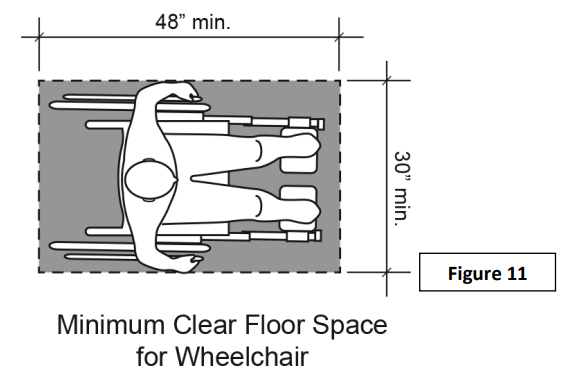 48” min.
30” min.
Figure 11
Minimum Clear Floor Space
for Wheelchair